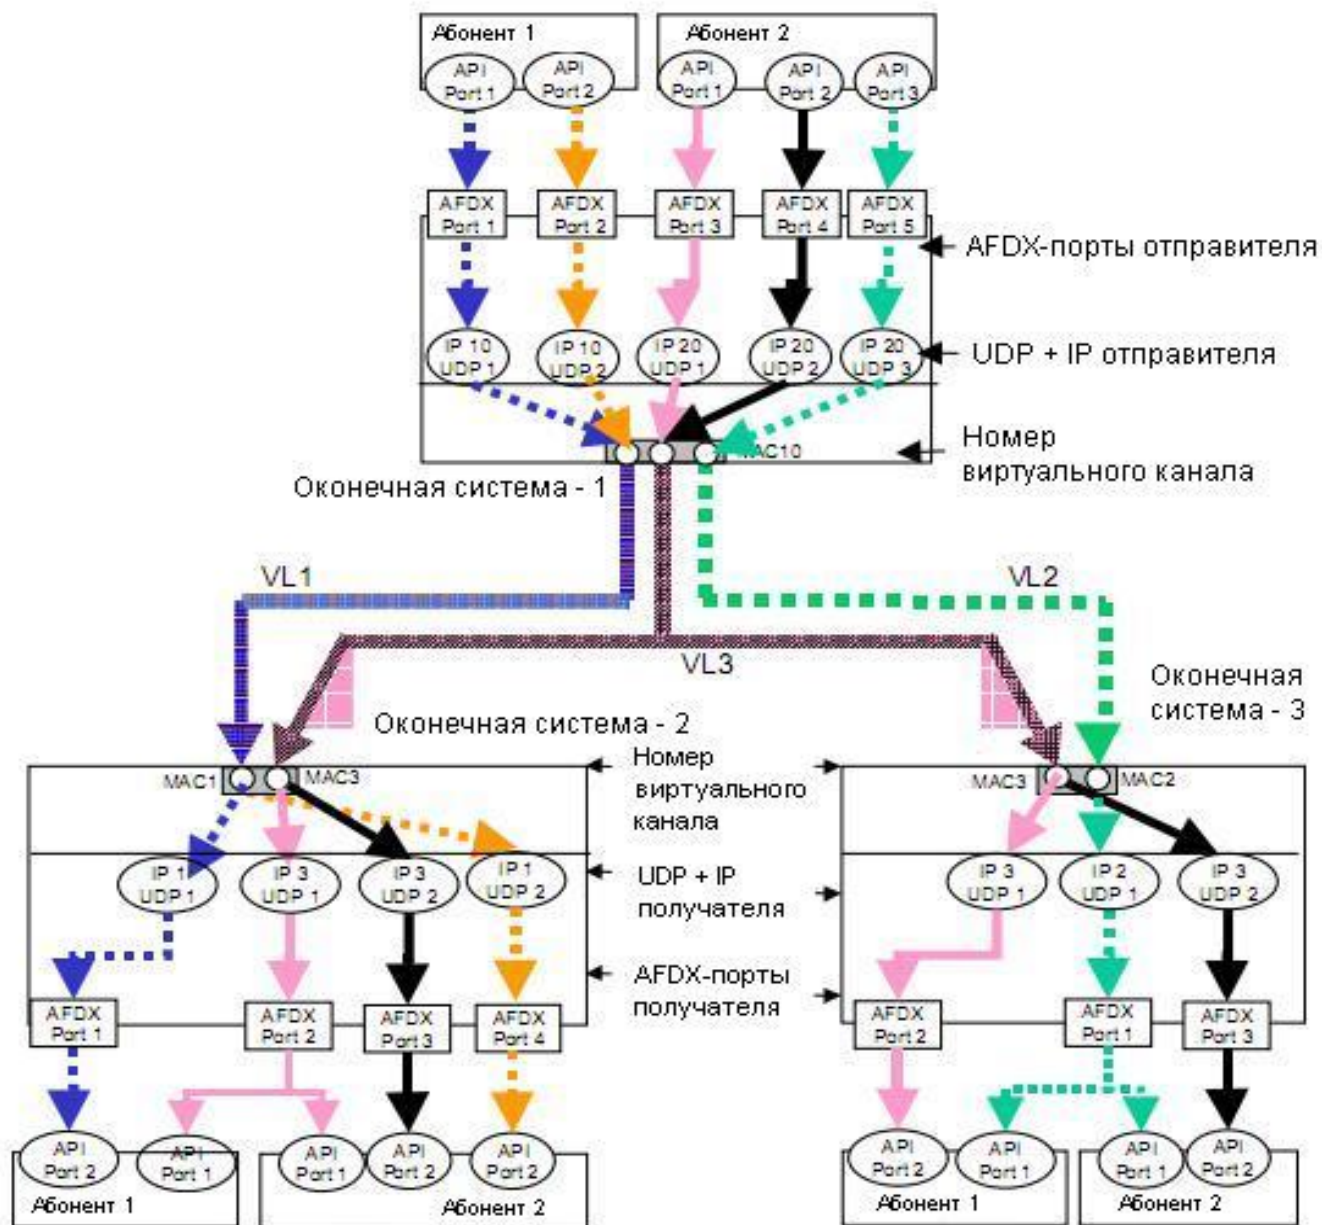 Абонент 1
Абонент 2
API
Port 1
API
Port 2
API
Port 1
API
Port 2
API
Port 3
AFDX
Port 1
AFDX
Port 2
AFDX
Port 3
AFDX
Port 4
AFDX
Port 5
AFDX-порты отправителя
IP 10
UDP 1
IP 10
UDP 2
IP 20
UDP 1
IP 20
UDP 2
IP 20
UDP 3
UDP + IP отправителя
MAC10
Номер
виртуального канала
Оконечная система - 1
VL1
VL2
VL3
Оконечная система - 2
Оконечная
система - 3
MAC1
MAC3
Номер
виртуального
канала
MAC3
MAC2
IP 1
UDP 1
IP 3
UDP 1
IP 3
UDP 2
IP 1
UDP 2
UDP + IP
получателя
IP 3
UDP 1
IP 2
UDP 1
IP 3
UDP 2
AFDX-порты
получателя
AFDX
Port 1
AFDX
Port 2
AFDX
Port 3
AFDX
Port 4
AFDX
Port 2
AFDX
Port 1
AFDX
Port 3
API
Port 2
API
Port 1
API
Port 1
API
Port 2
API
Port 2
API
Port 2
API
Port 1
API
Port 1
API
Port 2
Абонент 1
Абонент 2
Абонент 1
Абонент 2